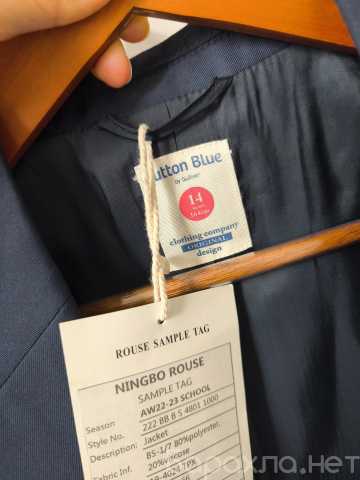 utton Blue
by Gulliver
14
clothing company
ORIGINAL
design
ROUSE SAMPLE TAG
NINGBO ROUSE
SAMPLE TAG
Season AW22-23 SCHOOL
Style No. 222 BB B S 4801 1000
Description: Jacket
Fabric Inf. BS-1/7 80%polyester,
20%viscose